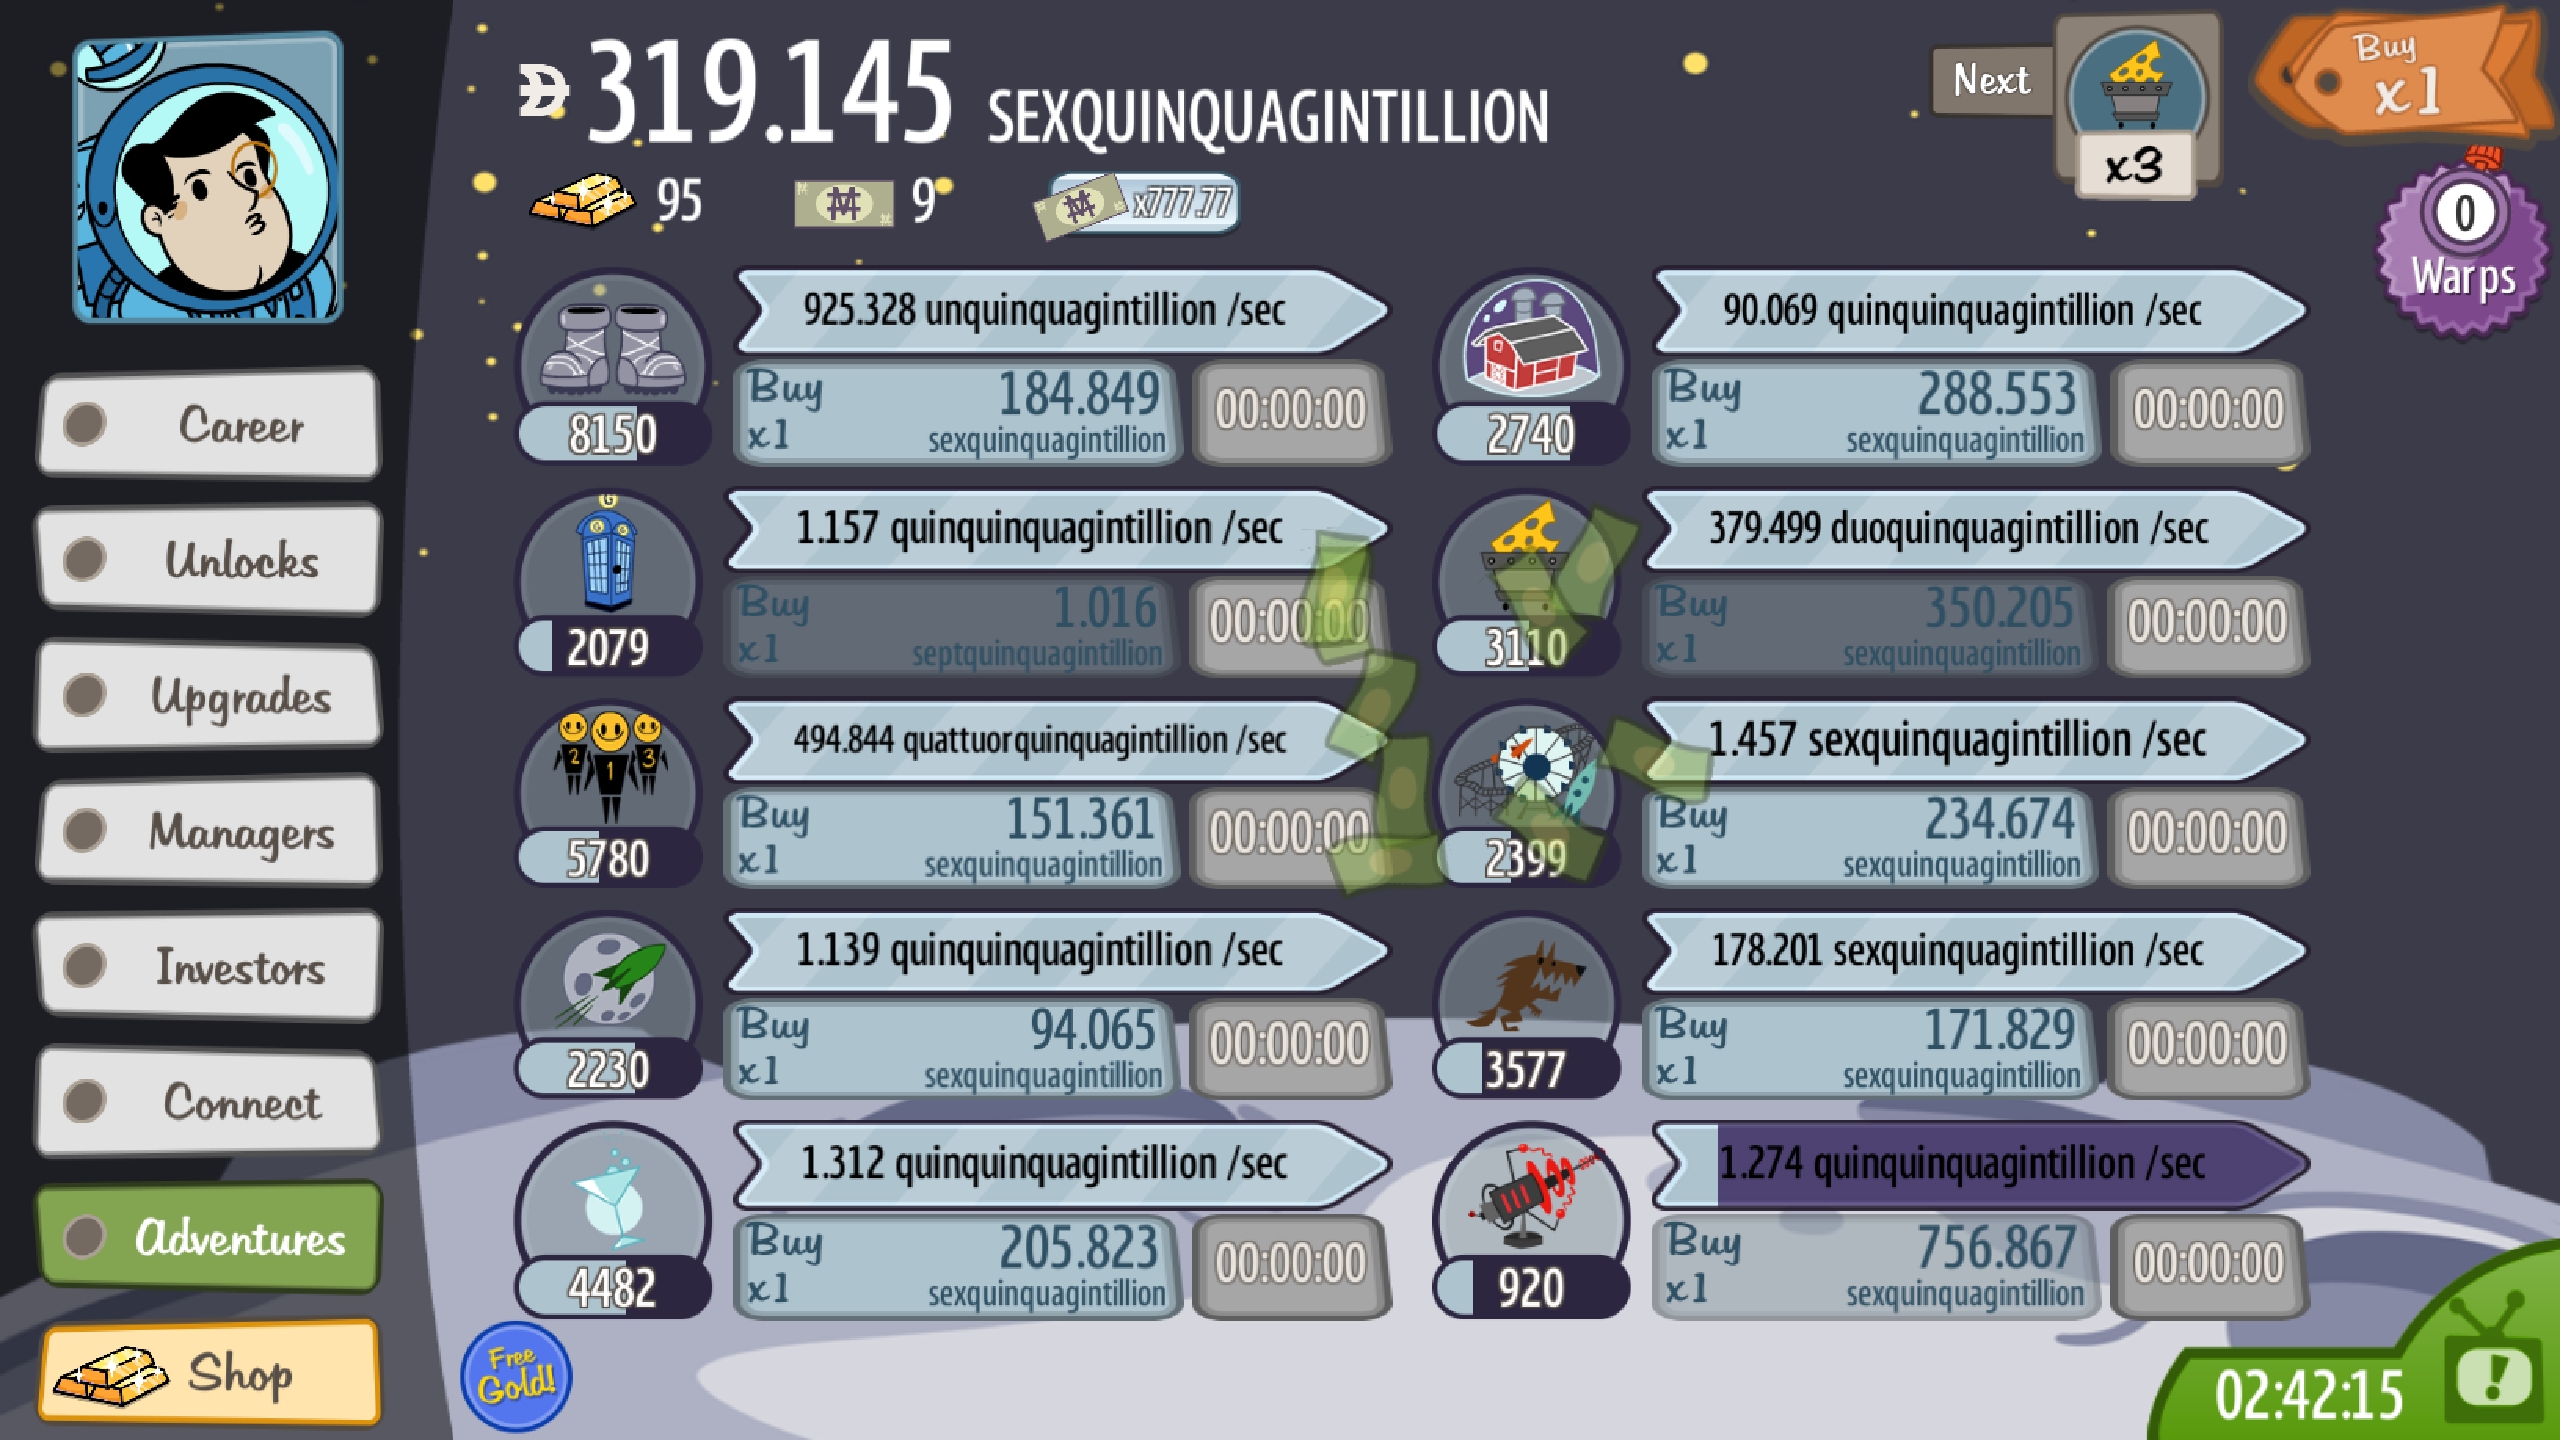 319.145 SEXQUINQUAGINTILLION
95
9
x777.77
Next
x3
Buy
x1
0
Warps
Career
Unlocks
Upgrades
Managers
Investors
Connect
Adventures
Shop
925.328 unquinquagintillion /sec
8150
Buy
x1
184.849
sexquinquagintillion
00:00:00
90.069 quinquinquagintillion /sec
2740
Buy
x1
288.553
sexquinquagintillion
00:00:00
G
G G
1.157 quinquinquagintillion /sec
2079
Buy
x1
1.016
septquinquagintillion
00:00:00
379.499 duoquinquagintillion /sec
3110
Buy
x1
350.205
sexquinquagintillion
00:00:00
2 1 3
494.844 quattuorquinquagintillion /sec
5780
Buy
x1
151.361
sexquinquagintillion
00:00:00
1.457 sexquinquagintillion /sec
2399
Buy
x1
234.674
sexquinquagintillion
00:00:00
1.139 quinquinquagintillion /sec
2230
Buy
x1
94.065
sexquinquagintillion
00:00:00
178.201 sexquinquagintillion /sec
3577
Buy
x1
171.829
sexquinquagintillion
00:00:00
1.312 quinquinquagintillion /sec
4482
Buy
x1
205.823
sexquinquagintillion
00:00:00
1.274 quinquinquagintillion /sec
920
Buy
x1
756.867
sexquinquagintillion
00:00:00
Free
Gold!
02:42:15
!